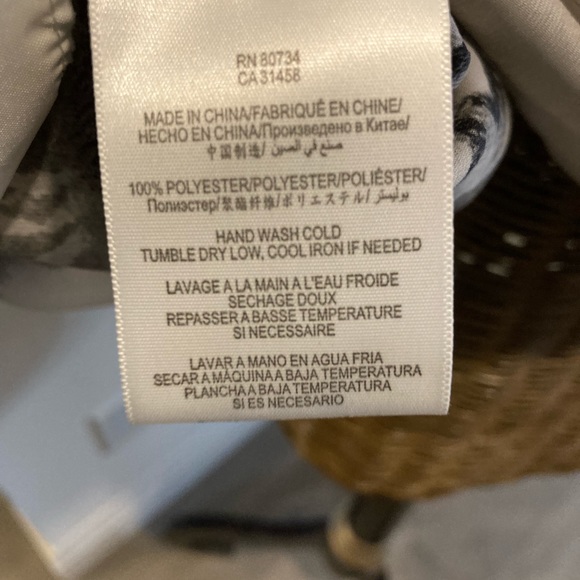 RN 80734
CA 31458
MADE IN CHINA/FABRIQUÉ EN CHINE/
HECHO EN CHINA/Произведено в Китае/
中国制造/ صنع في الصين
100% POLYESTER/POLYESTER/POLIÉSTER/
Полиэстер/聚酯纤维/ポリエステル/ بوليستر
HAND WASH COLD
TUMBLE DRY LOW, COOL IRON IF NEEDED
LAVAGE A LA MAIN A L'EAU FROIDE
SECHAGE DOUX
REPASSER A BASSE TEMPERATURE
SI NECESSAIRE
LAVAR A MANO EN AGUA FRIA
SECAR A MÁQUINA A BAJA TEMPERATURA
PLANCHA A BAJA TEMPERATURA
SI ES NECESARIO